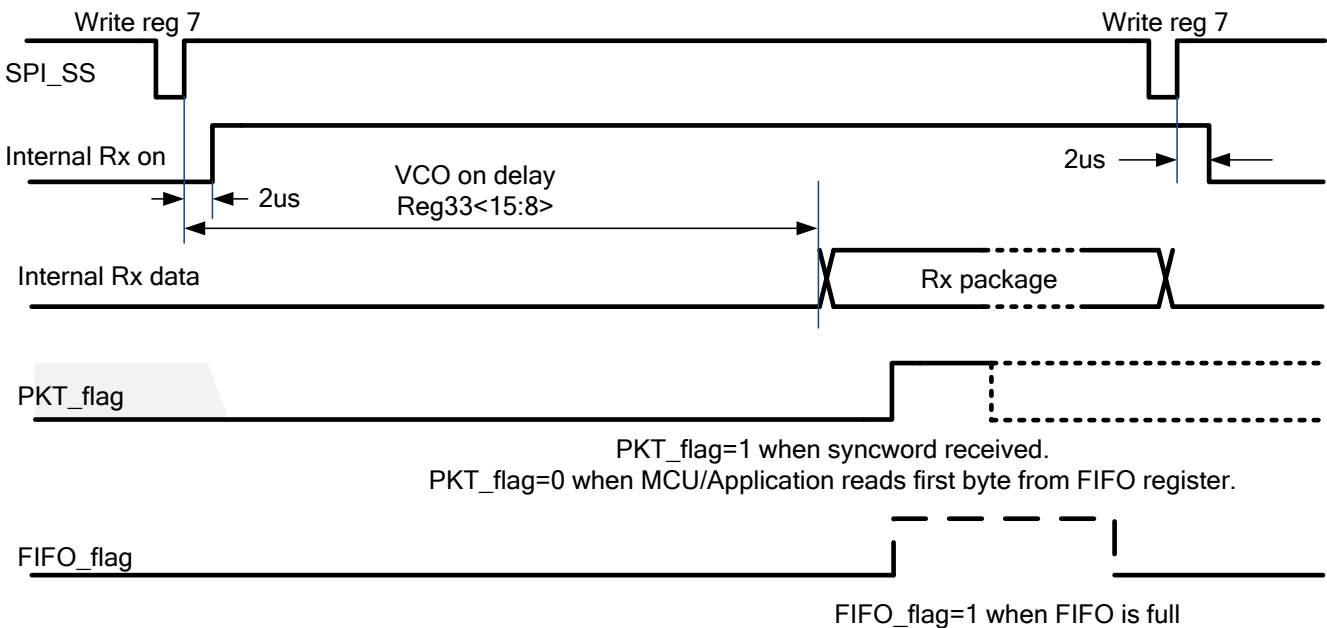 Write reg 7
Write reg 7
SPI_SS
Internal Rx on
2us
2us
VCO on delay
Reg33<15:8>
Internal Rx data
Rx package
PKT_flag
PKT_flag=1 when syncword received.
PKT_flag=0 when MCU/Application reads first byte from FIFO register.
FIFO_flag
FIFO_flag=1 when FIFO is full